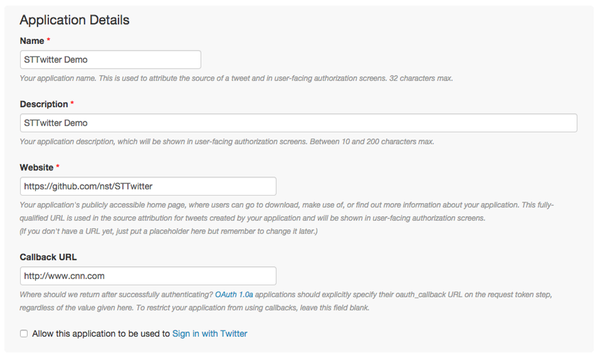 Application Details
Name *
STTwitter Demo
Your application name. This is used to attribute the source of a tweet and in user-facing authorization screens. 32 characters max.
Description *
STTwitter Demo
Your application description, which will be shown in user-facing authorization screens. Between 10 and 200 characters max.
Website *
https://github.com/nst/STTwitter
Your application's publicly accessible home page, where users can go to download, make use of, or find out more information about your application. This fully-
qualified URL is used in the source attribution for tweets created by your application and will be shown in user-facing authorization screens.
(If you don't have a URL yet, just put a placeholder here but remember to change it later.)
Callback URL
http://www.cnn.com
Where should we return after successfully authenticating? OAuth 1.0a applications should explicitly specify their oauth_callback URL on the request token step,
regardless of the value given here. To restrict your application from using callbacks, leave this field blank.
Allow this application to be used to Sign in with Twitter